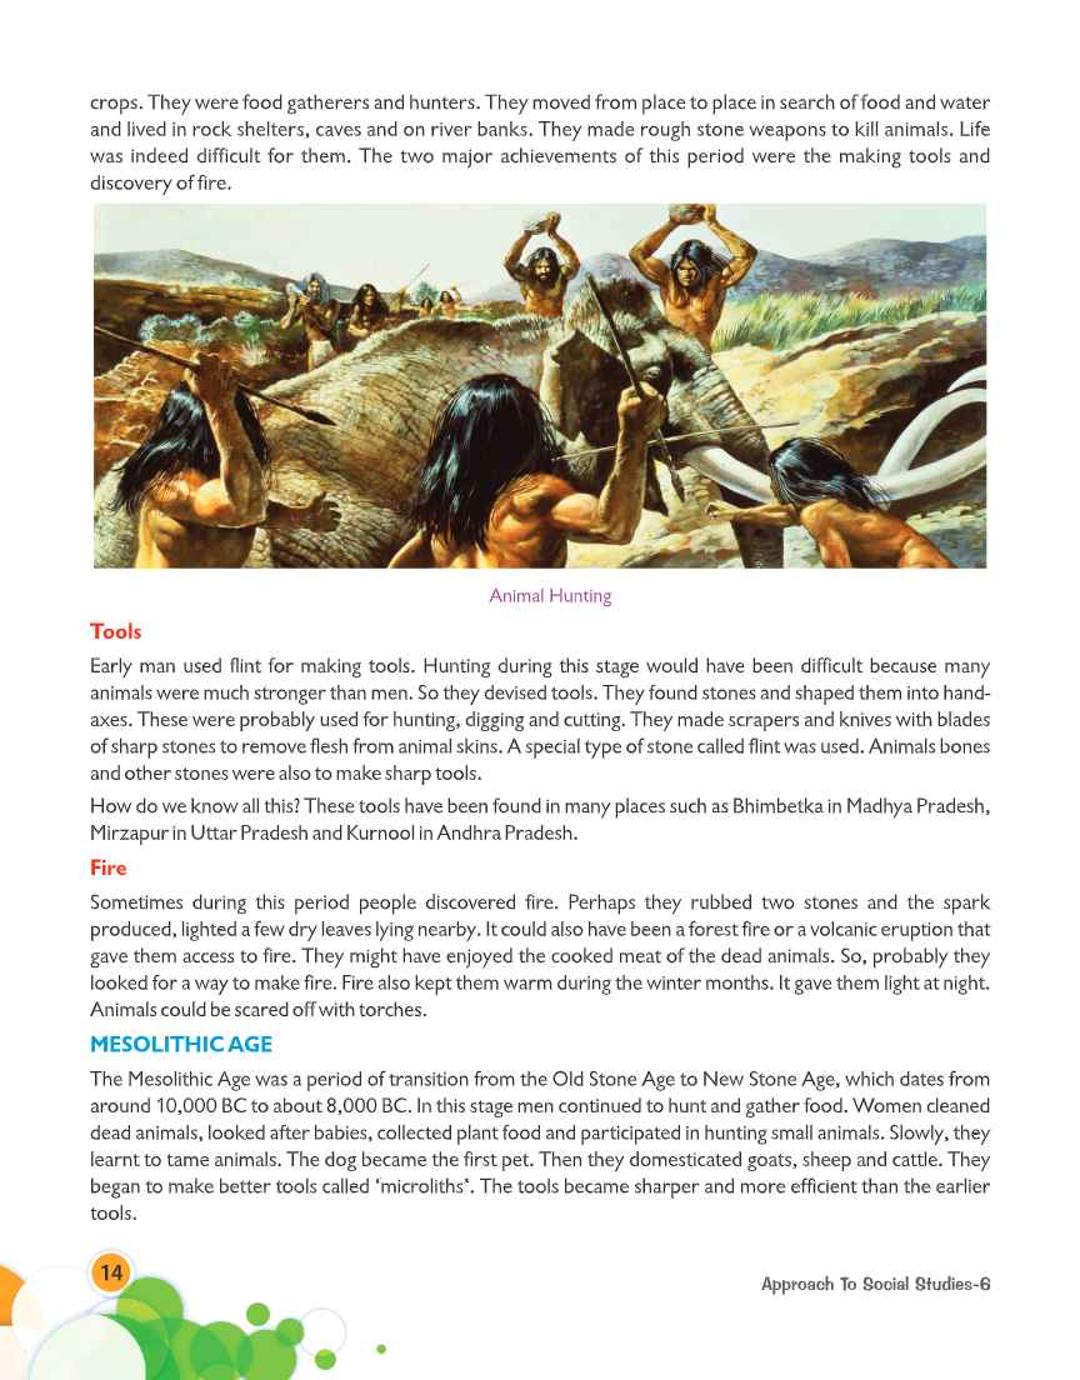 crops. They were food gatherers and hunters. They moved from place to place in search of food and water
and lived in rock shelters, caves and on river banks. They made rough stone weapons to kill animals. Life
was indeed difficult for them. The two major achievements of this period were the making tools and
discovery of fire.
Animal Hunting
Tools
Early man used flint for making tools. Hunting during this stage would have been difficult because many
animals were much stronger than men. So they devised tools. They found stones and shaped them into hand-
axes. These were probably used for hunting, digging and cutting. They made scrapers and knives with blades
of sharp stones to remove flesh from animal skins. A special type of stone called flint was used. Animals bones
and other stones were also to make sharp tools.
How do we know all this? These tools have been found in many places such as Bhimbetka in Madhya Pradesh,
Mirzapur in Uttar Pradesh and Kurnool in Andhra Pradesh.
Fire
Sometimes during this period people discovered fire. Perhaps they rubbed two stones and the spark
produced, lighted a few dry leaves lying nearby. It could also have been a forest fire or a volcanic eruption that
gave them access to fire. They might have enjoyed the cooked meat of the dead animals. So, probably they
looked for a way to make fire. Fire also kept them warm during the winter months. It gave them light at night.
Animals could be scared off with torches.
MESOLITHIC AGE
The Mesolithic Age was a period of transition from the Old Stone Age to New Stone Age, which dates from
around 10,000 BC to about 8,000 BC. In this stage men continued to hunt and gather food. Women cleaned
dead animals, looked after babies, collected plant food and participated in hunting small animals. Slowly, they
learnt to tame animals. The dog became the first pet. Then they domesticated goats, sheep and cattle. They
began to make better tools called ‘microliths‛. The tools became sharper and more efficient than the earlier
tools.
14
Approach To Social Studies-6